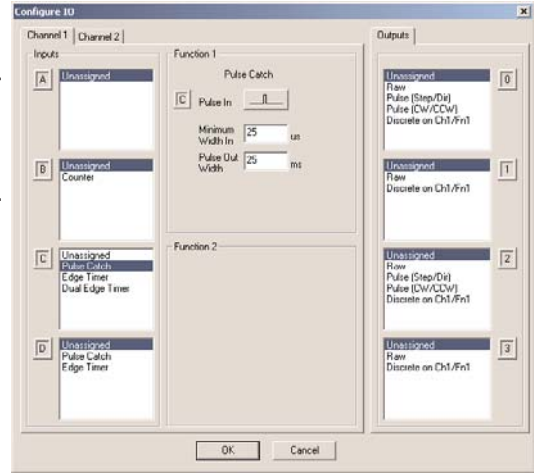 Configure IO
Channel 1 Channel 2
Outputs
Inputs
A
Unassigned
B
Unassigned
Counter
C
Unassigned
Pulse Catch
Edge Timer
Dual Edge Timer
D
Unassigned
Pulse Catch
Edge Timer
Function 1
Pulse Catch
C Pulse In
Minimum
Width In 25 us
Pulse Out
Width 25 ms
Function 2
Unassigned
Raw
Pulse (Step/Dir)
Pulse (CW/CCW)
Discrete on Ch1/Fn1
0
Unassigned
Raw
Discrete on Ch1/Fn1
1
Unassigned
Raw
Pulse (Step/Dir)
Pulse (CW/CCW)
Discrete on Ch1/Fn1
2
Unassigned
Raw
Discrete on Ch1/Fn1
3
OK Cancel